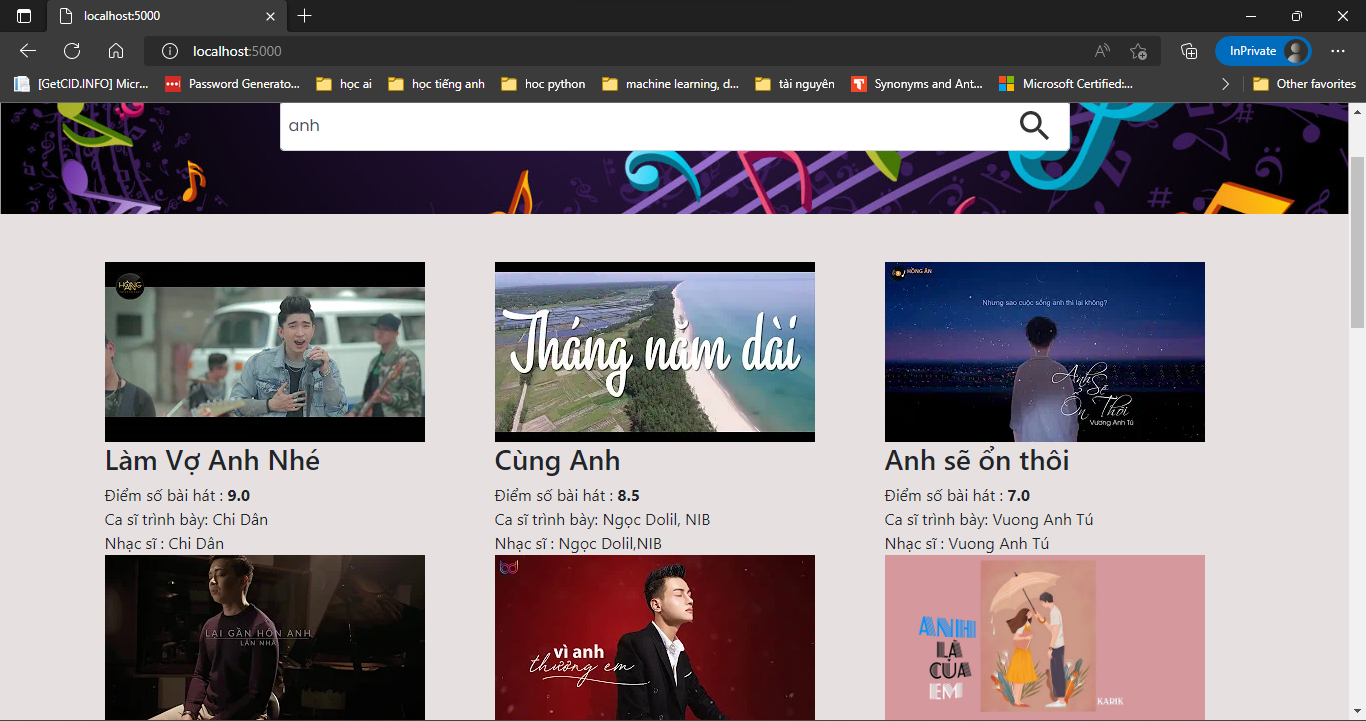 localhost:5000
localhost:5000
InPrivate
[GetCID.INFO] Micr...
Password Generato...
học ai
học tiếng anh
hoc python
machine learning, d...
tài nguyên
Synonyms and Ant...
Microsoft Certified:...
Other favorites
anh
HỒNG ÂN
Tháng năm dài
HỒNG ÂN
Nhưng sao cuộc sống anh thì lại không?
Anh Sẽ
Ổn Thôi
Vương Anh Tú
Làm Vợ Anh Nhé
Điểm số bài hát : 9.0
Ca sĩ trình bày: Chi Dân
Nhạc sĩ : Chi Dân
Cùng Anh
Điểm số bài hát : 8.5
Ca sĩ trình bày: Ngọc Dolil, NIB
Nhạc sĩ : Ngọc Dolil,NIB
Anh sẽ ổn thôi
Điểm số bài hát : 7.0
Ca sĩ trình bày: Vuong Anh Tú
Nhạc sĩ : Vuong Anh Tú
LẠI GẦN HÔN ANH
LÂN NHÃ
bd
vì anh
thương em
ANH
LÀ
CỦA
EM
KARIK